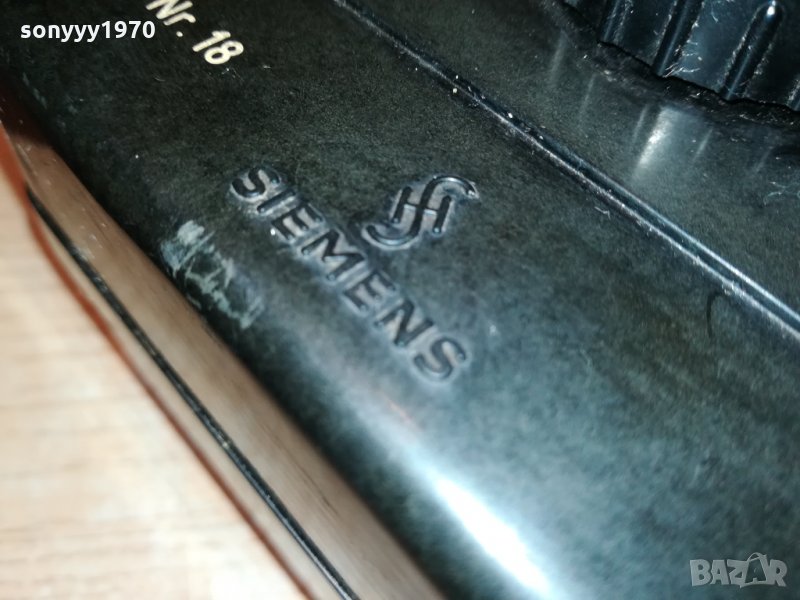 sonyyy1970
Nr. 18
SIEMENS
BAZAR